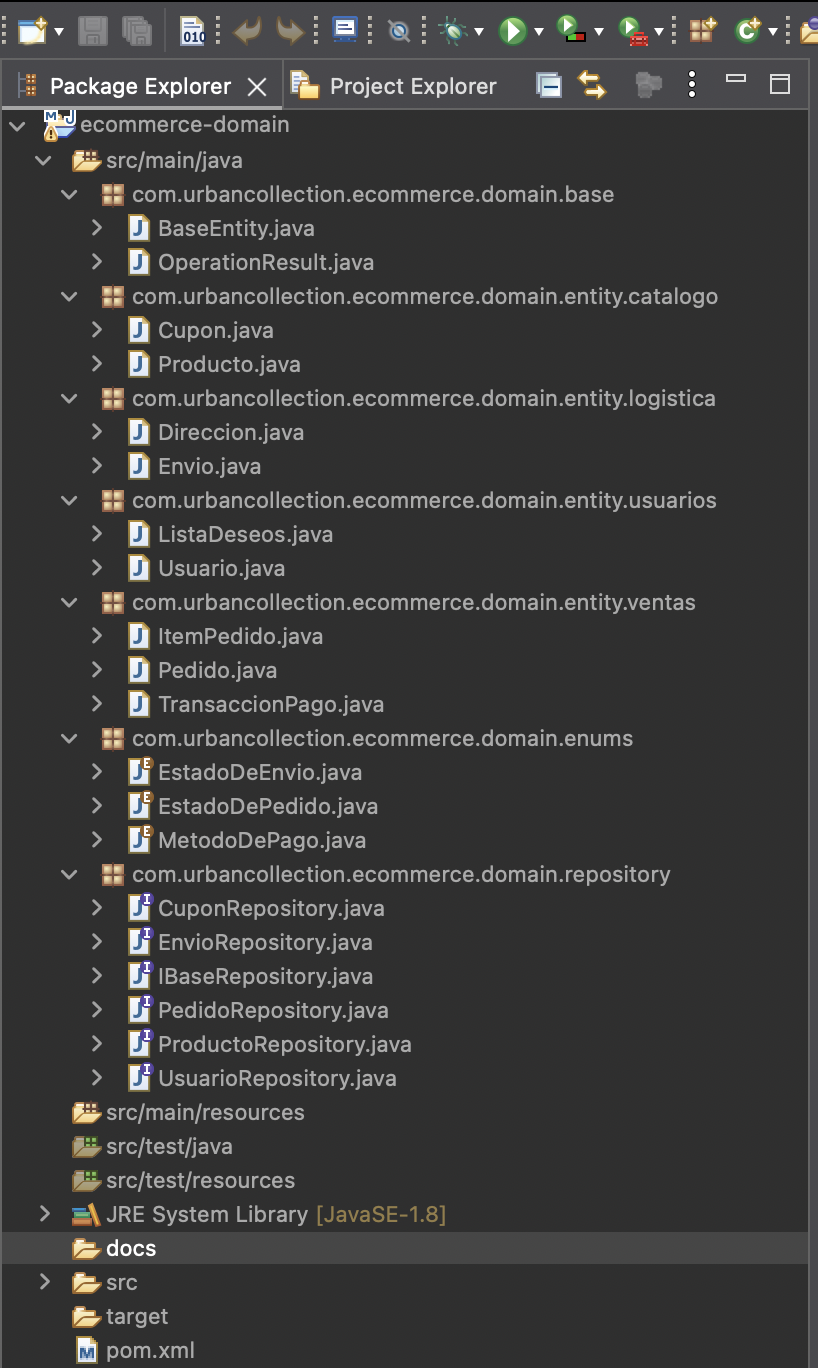 010
Package Explorer Project Explorer
ecommerce-domain
src/main/java
com.urbancollection.ecommerce.domain.base
BaseEntity.java
OperationResult.java
com.urbancollection.ecommerce.domain.entity.catalogo
Cupon.java
Producto.java
com.urbancollection.ecommerce.domain.entity.logistica
Direccion.java
Envio.java
com.urbancollection.ecommerce.domain.entity.usuarios
ListaDeseos.java
Usuario.java
com.urbancollection.ecommerce.domain.entity.ventas
ItemPedido.java
Pedido.java
TransaccionPago.java
com.urbancollection.ecommerce.domain.enums
EstadoDeEnvio.java
EstadoDePedido.java
MetodoDePago.java
com.urbancollection.ecommerce.domain.repository
CuponRepository.java
EnvioRepository.java
IBaseRepository.java
PedidoRepository.java
ProductoRepository.java
UsuarioRepository.java
src/main/resources
src/test/java
src/test/resources
JRE System Library [JavaSE-1.8]
docs
src
target
pom.xml